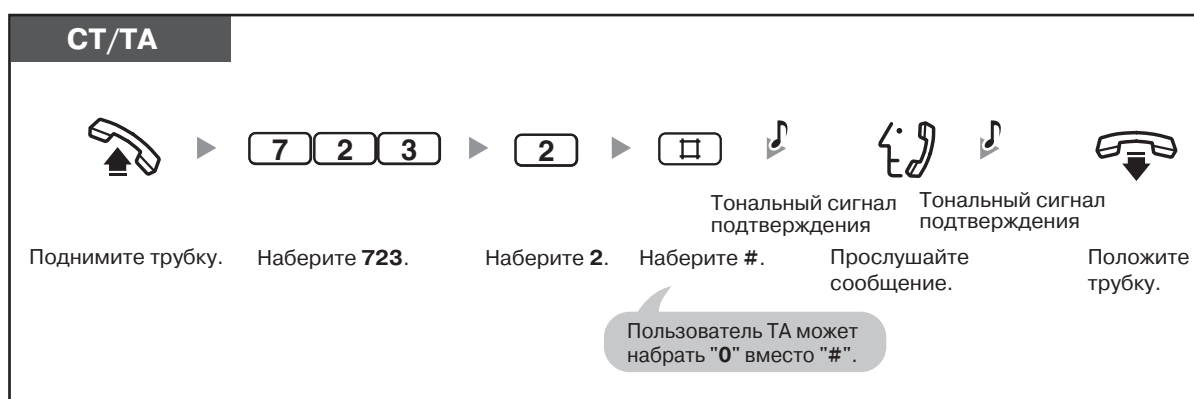 СТ/ТА
7 2 3
2
#
Тональный сигнал
подтверждения
Тональный сигнал
подтверждения
Поднимите трубку.
Наберите 723.
Наберите 2.
Наберите #.
Прослушайте
сообщение.
Положите
трубку.
Пользователь ТА может
набрать "0" вместо "#".